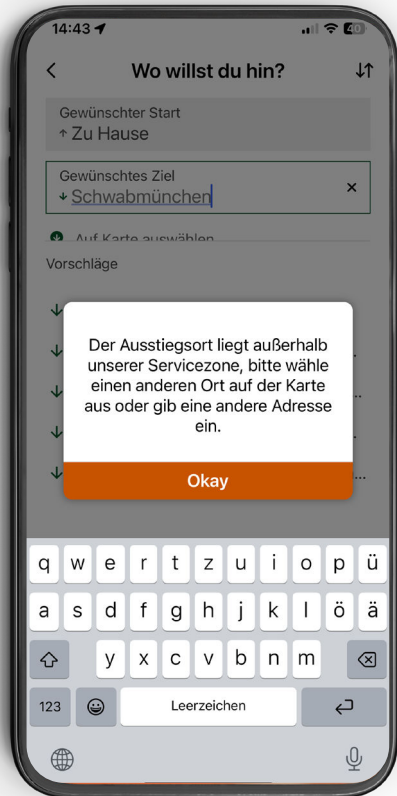 14:43
40
Wo willst du hin?
Gewünschter Start
Zu Hause
Gewünschtes Ziel
Schwabmünchen
Auf Karte auswählen
Vorschläge
Der Ausstiegsort liegt außerhalb
unserer Servicezone, bitte wähle
einen anderen Ort auf der Karte
aus oder gib eine andere Adresse
ein.
Okay
q w e r t z u i o p ü
a s d f g h j k l ö ä
y x c v b n m
123 Leerzeichen